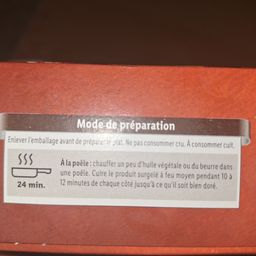 Mode de préparation
Enlever l'emballage avant de préparer le plat. Ne pas consommer cru. À consommer cuit.
À la poêle : chauffer un peu d'huile végétale ou du beurre dans
une poêle. Cuire le produit surgelé à feu moyen pendant 10 à
12 minutes de chaque côté jusqu'à ce qu'il soit bien doré.
24 min.